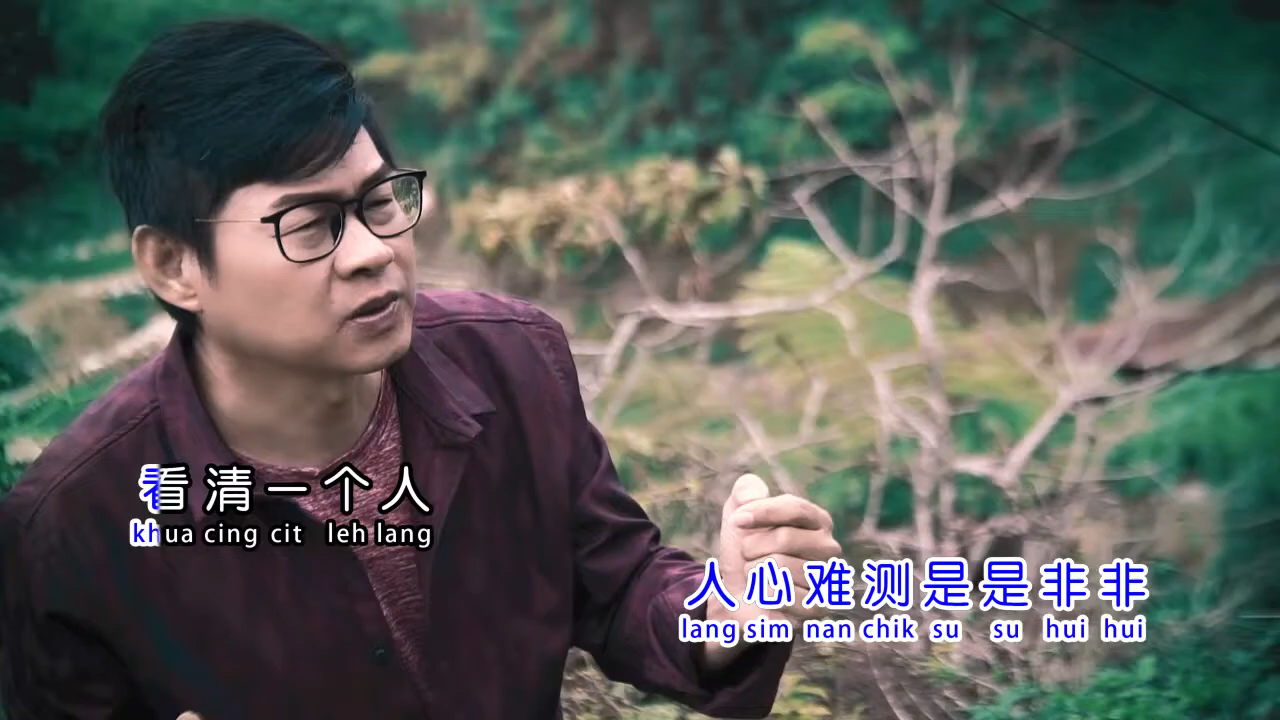 看清一个人
khua cing cit leh lang
人心难测是是非非
lang sim nan chik su su hui hui